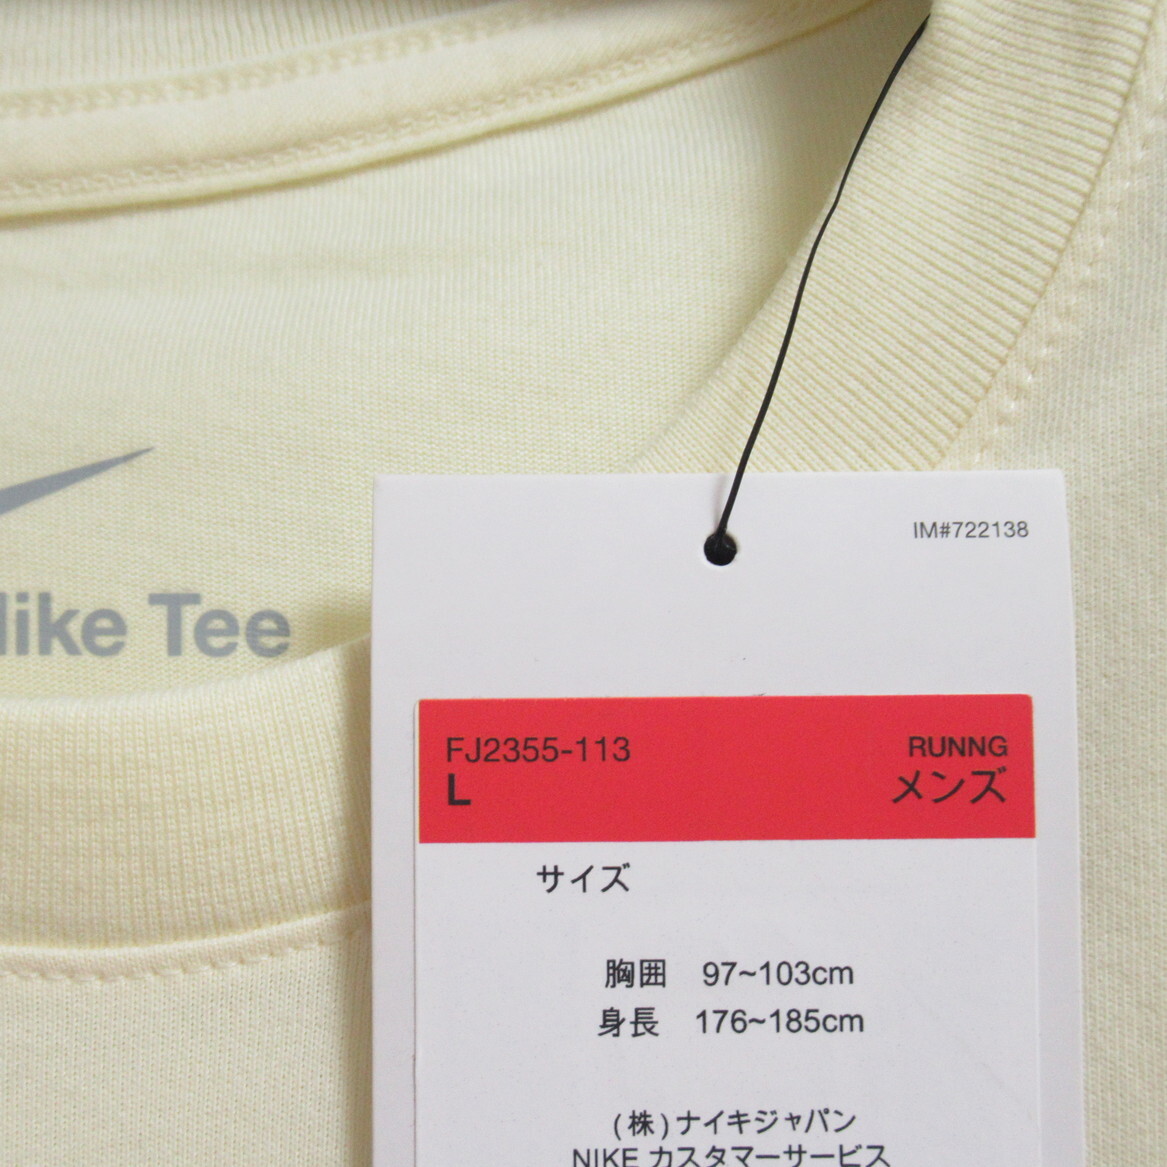 IM#722138
like Tee
FJ2355-113 RUNNG
L メンズ
サイズ
胸囲 97~103cm
身長 176~185cm
(株)ナイキジャパン
NIKE カスタマーサービス